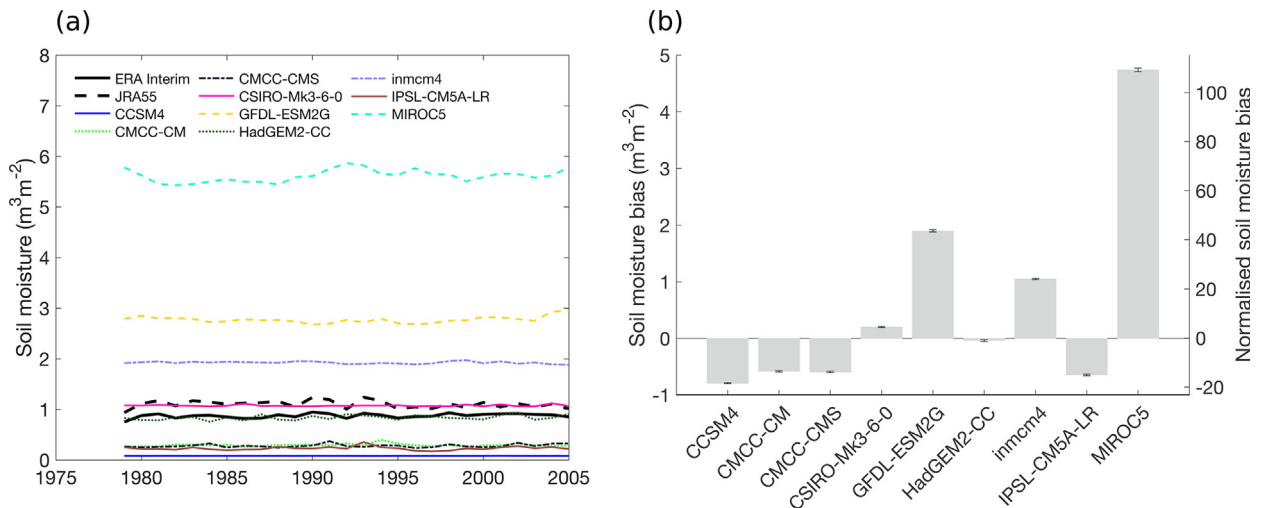 (a)
8
7
6
5
4
3
2
1
0
Soil moisture (m³m⁻²)
ERA Interim
JRA55
CCSM4
CMCC-CM
CMCC-CMS
CSIRO-Mk3-6-0
GFDL-ESM2G
HadGEM2-CC
inmcm4
IPSL-CM5A-LR
MIROC5
1975 1980 1985 1990 1995 2000 2005
(b)
5
4
3
2
1
0
-1
Soil moisture bias (m³m⁻²)
100
80
60
40
20
0
-20
Normalised soil moisture bias
CCSM4
CMCC-CM
CMCC-CMS
CSIRO-Mk3-6-0
GFDL-ESM2G
HadGEM2-CC
inmcm4
IPSL-CM5A-LR
MIROC5